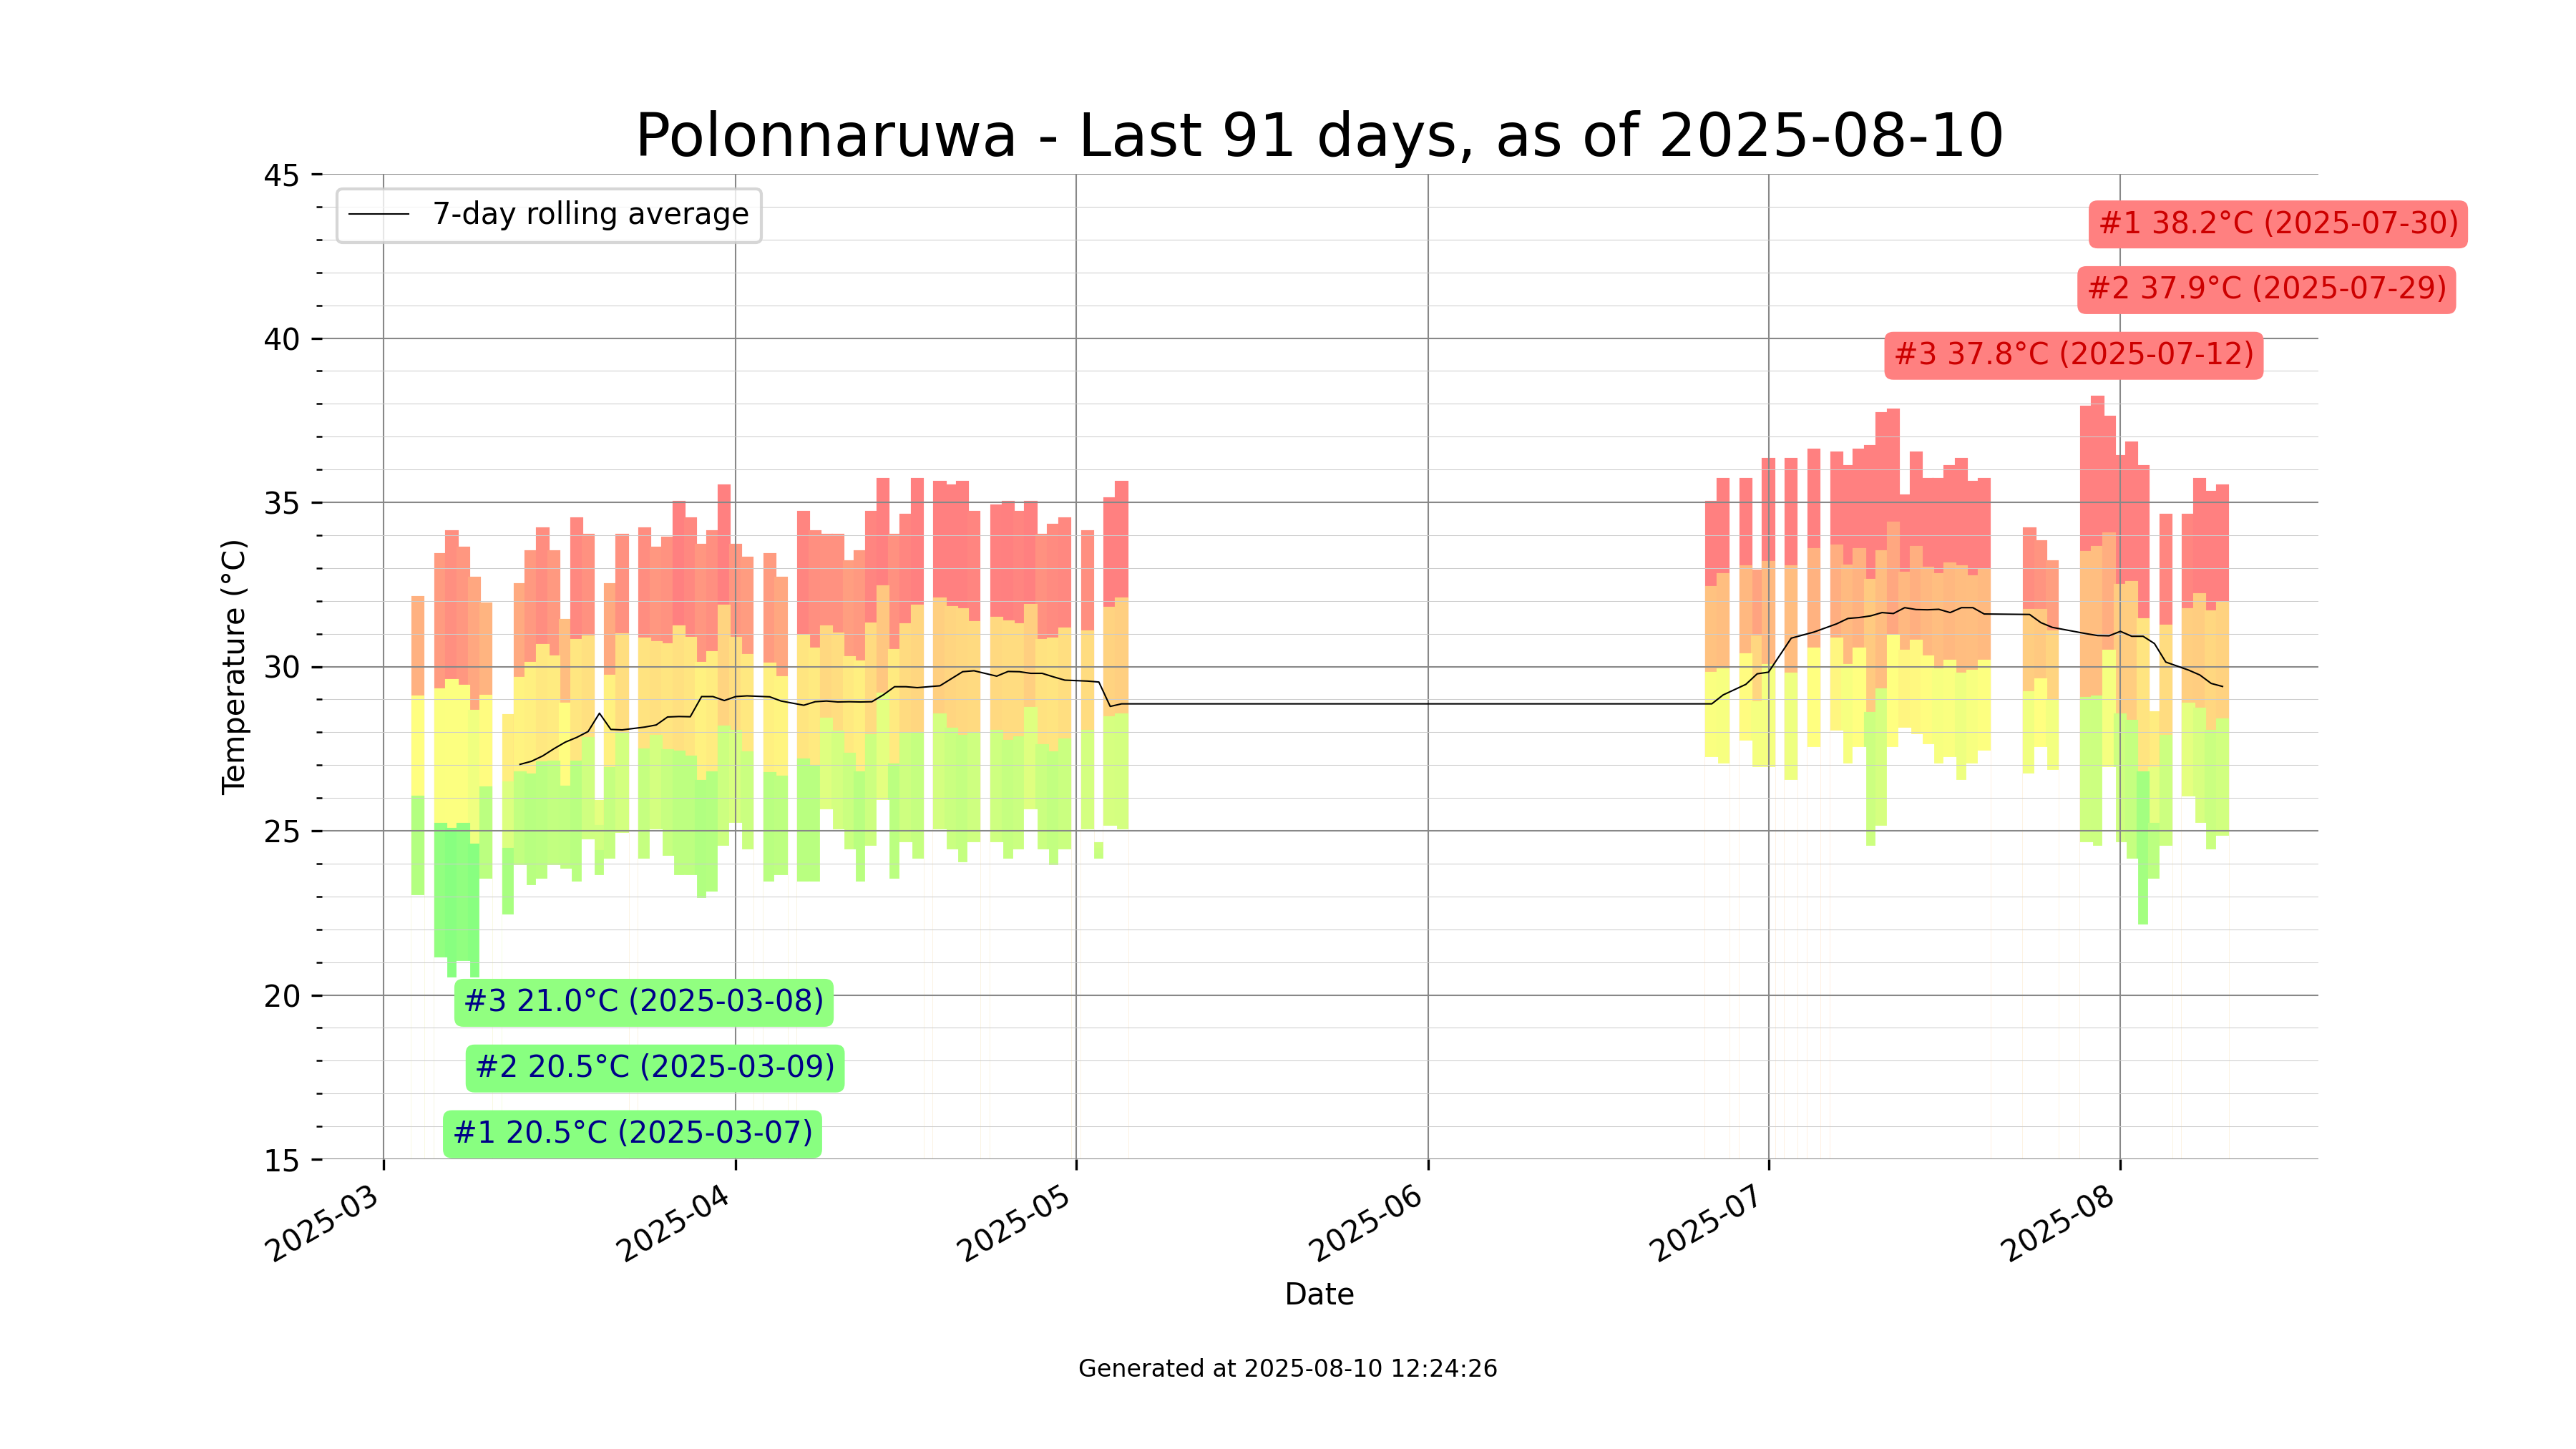 Polonnaruwa - Last 91 days, as of 2025-08-10
45
7-day rolling average
#1 38.2°C (2025-07-30)
#2 37.9°C (2025-07-29)
40
#3 37.8°C (2025-07-12)
35
Temperature (°C)
30
25
20
#3 21.0°C (2025-03-08)
#2 20.5°C (2025-03-09)
#1 20.5°C (2025-03-07)
15
2025-03
2025-04
2025-05
2025-06
2025-07
2025-08
Date
Generated at 2025-08-10 12:24:26